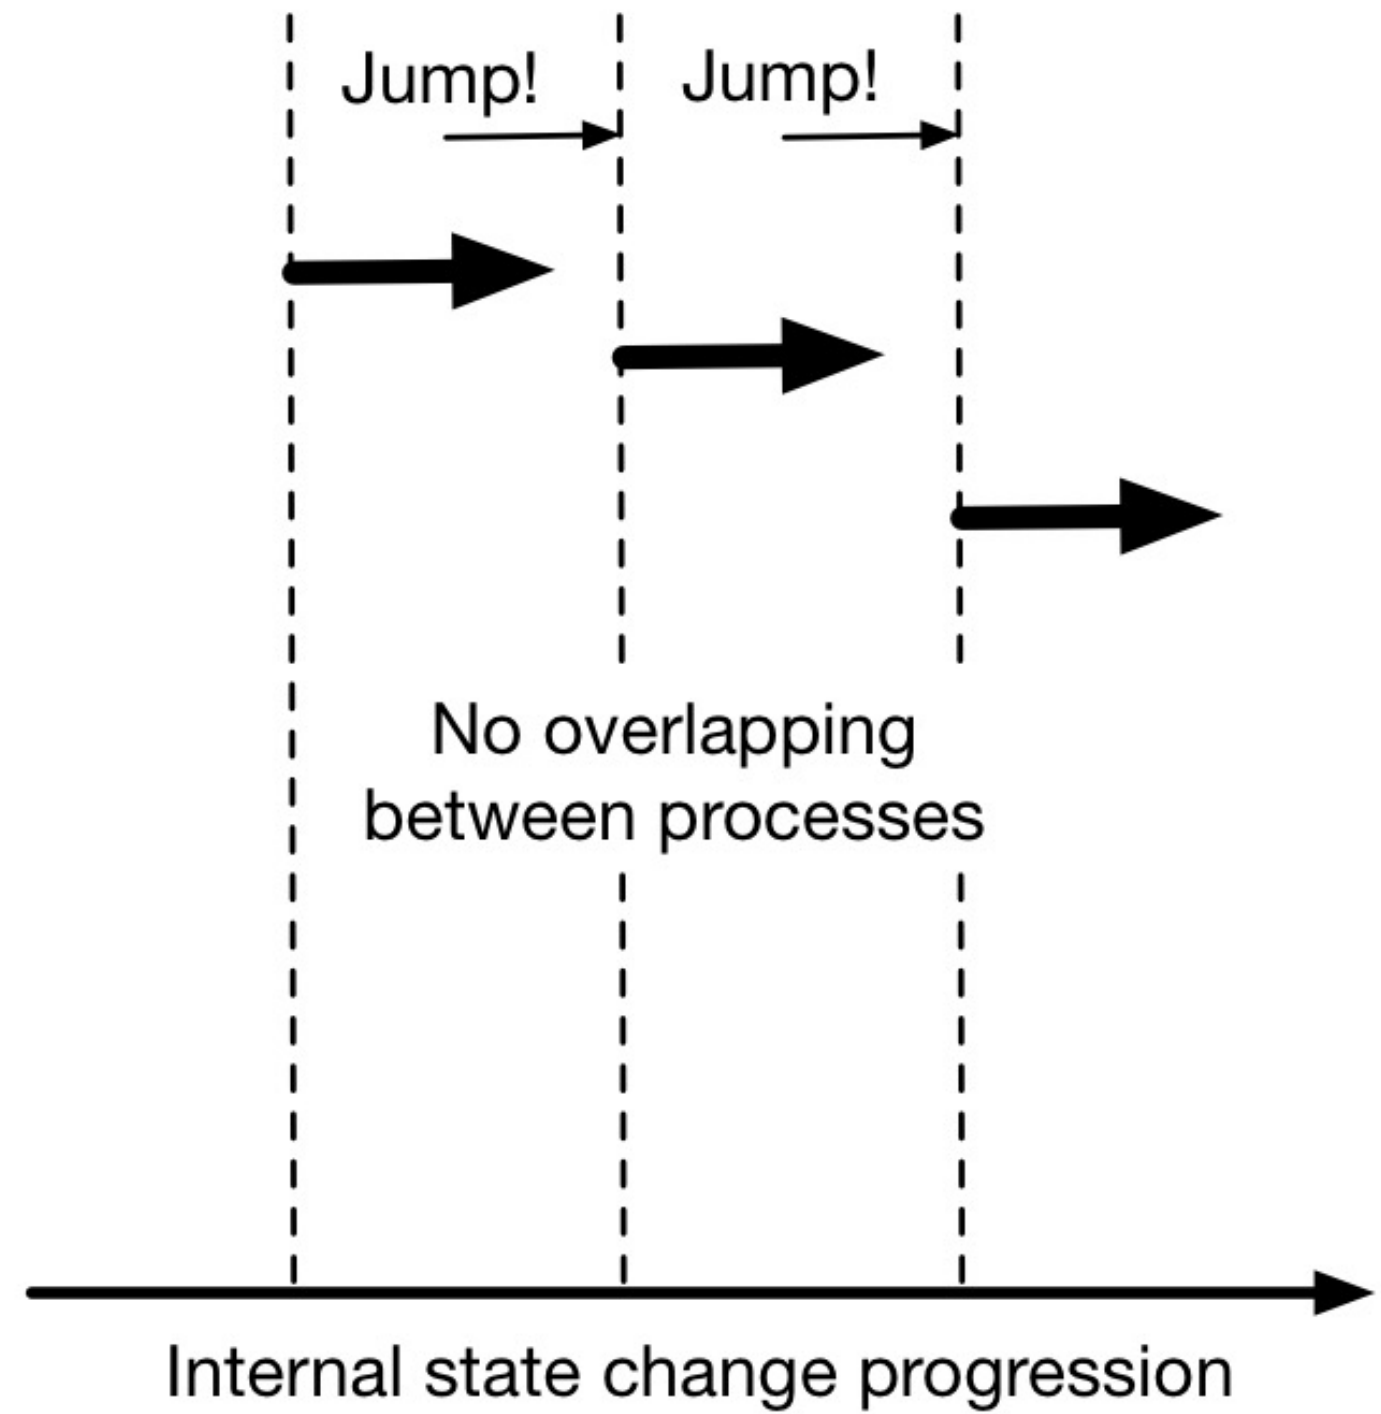 Jump!
Jump!
No overlapping
between processes
Internal state change progression